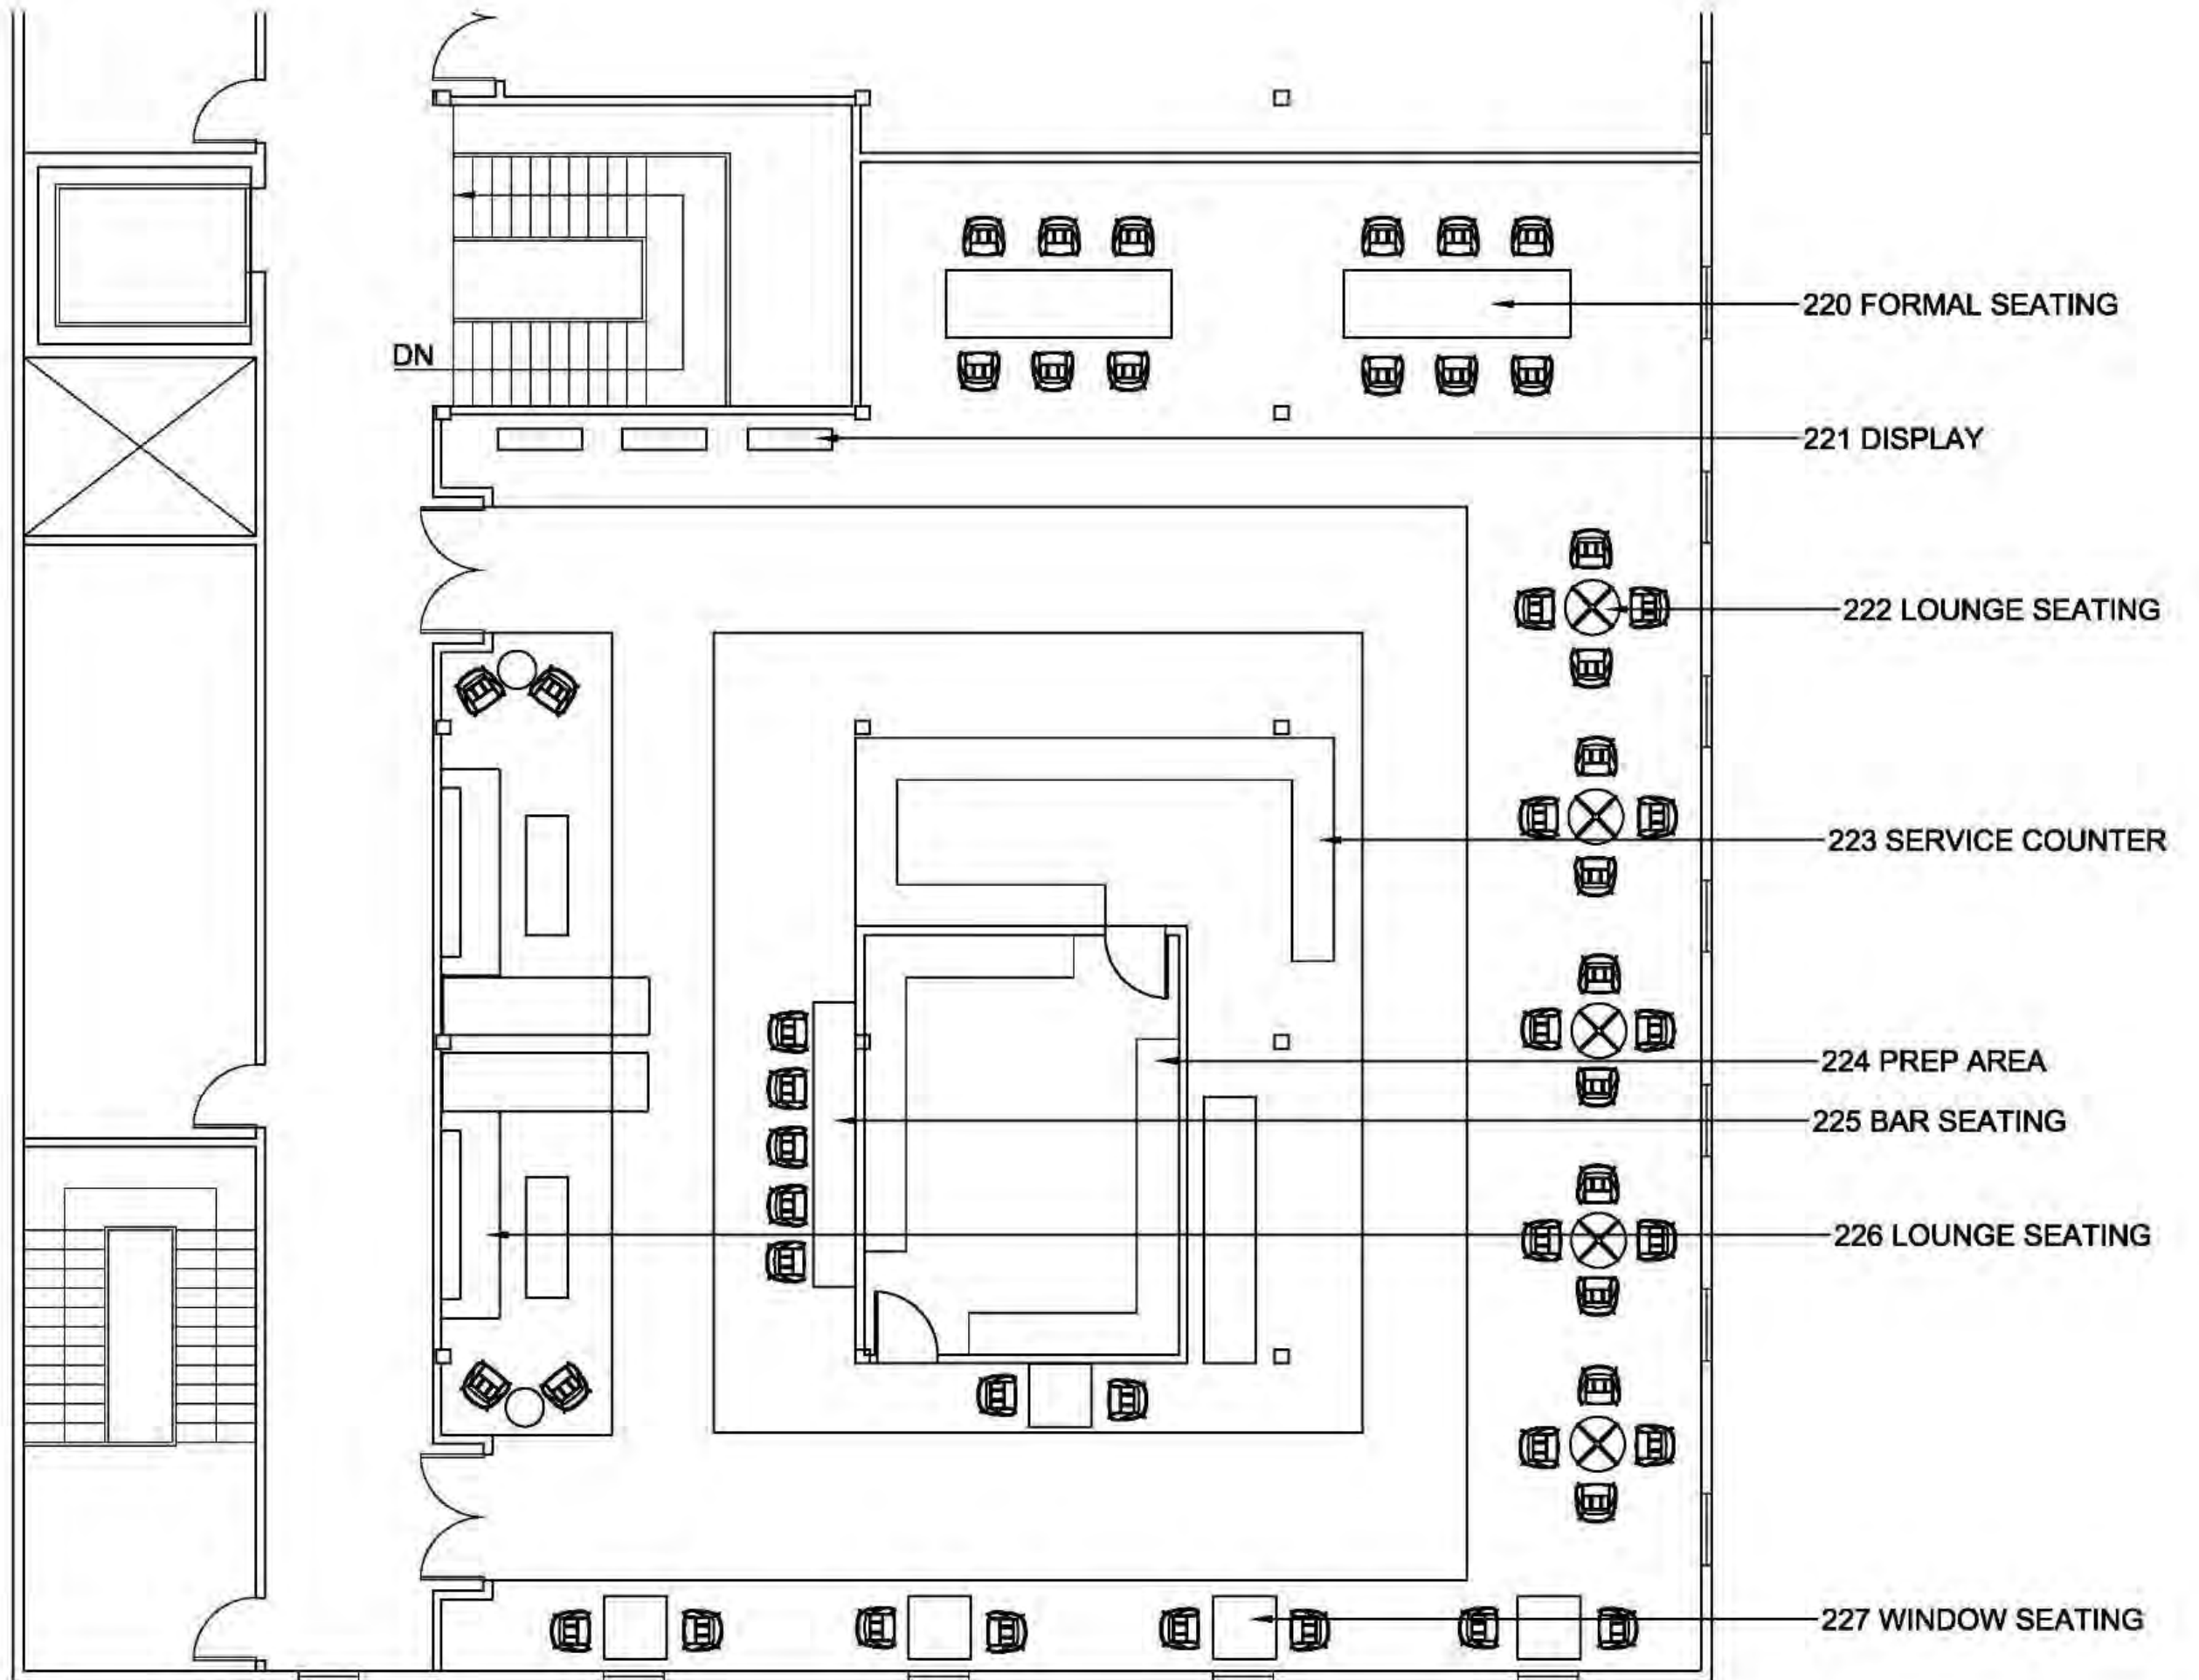 220 FORMAL SEATING
DN
221 DISPLAY
222 LOUNGE SEATING
223 SERVICE COUNTER
224 PREP AREA
225 BAR SEATING
226 LOUNGE SEATING
227 WINDOW SEATING